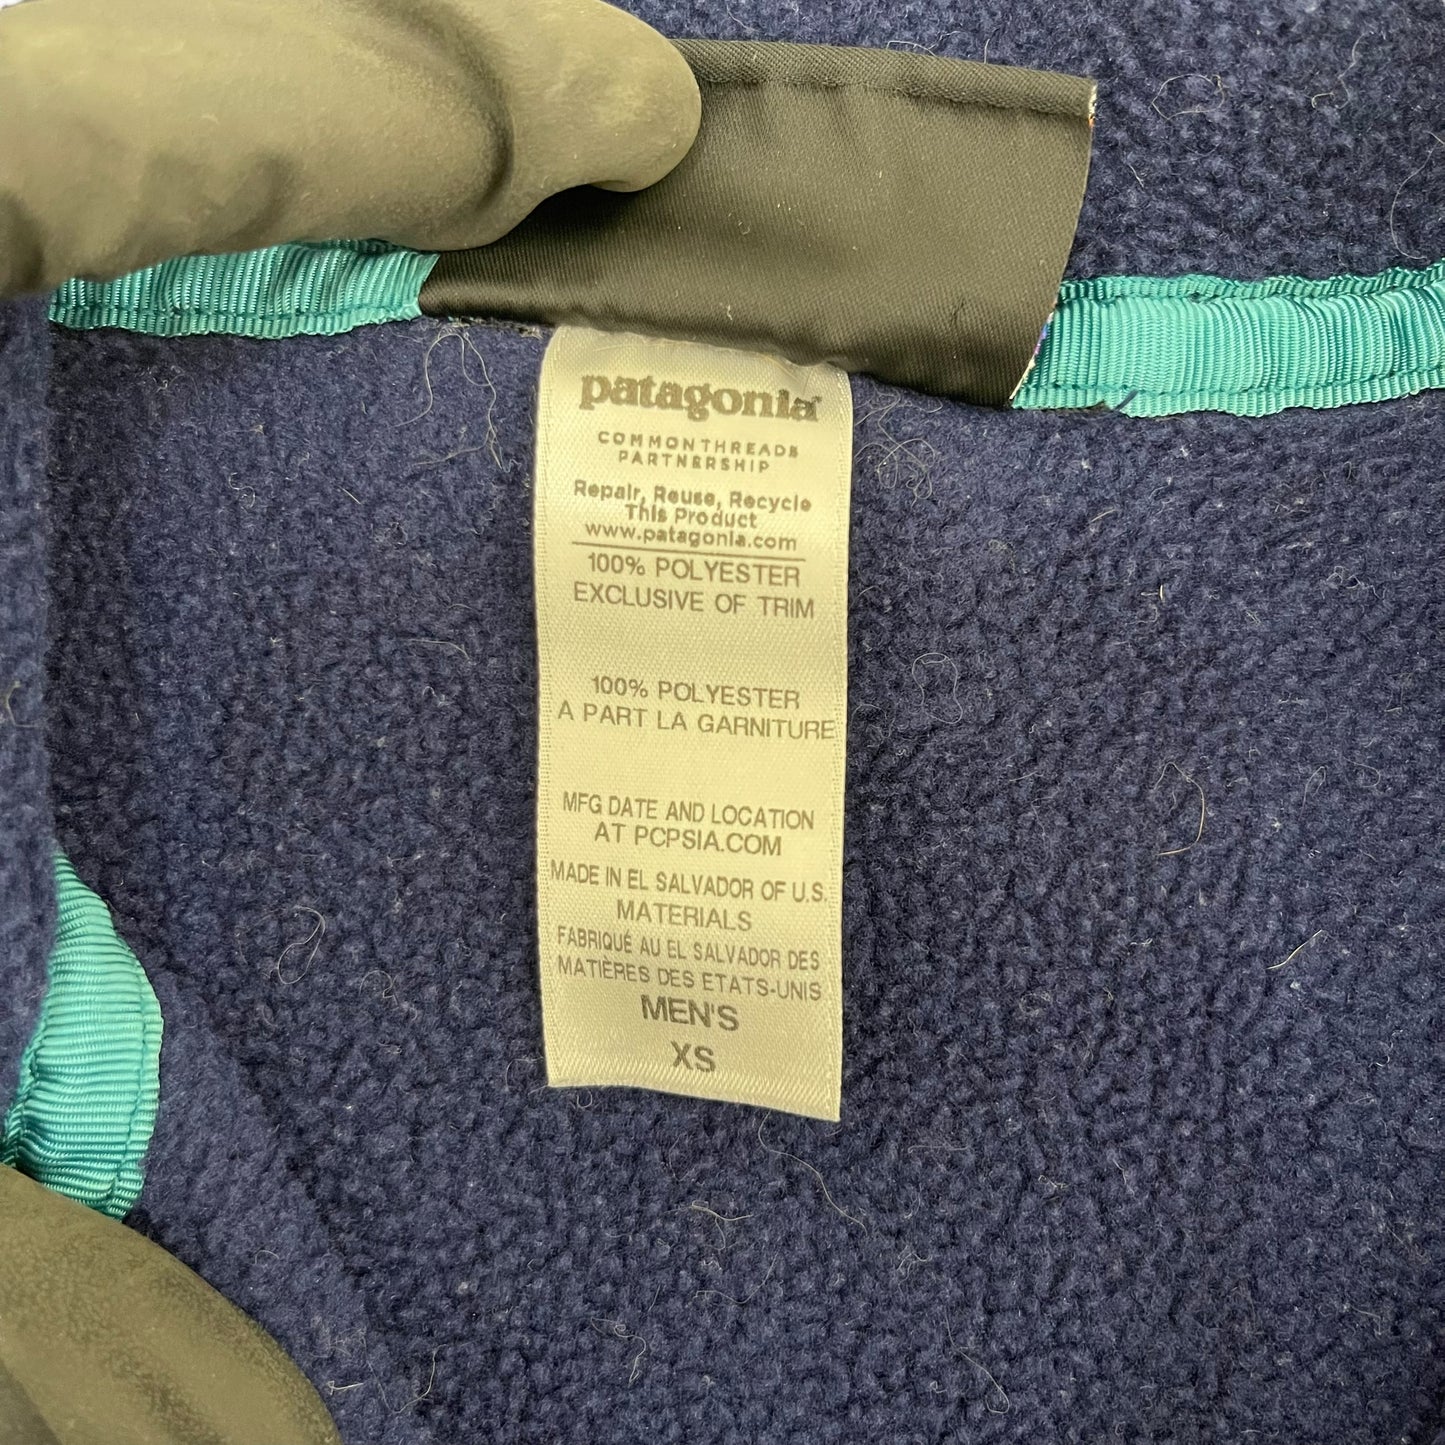 patagonia™
COMMONTHREADS
PARTNERSHIP
Repair, Reuse, Recycle
This Product
www.patagonia.com
100% POLYESTER
EXCLUSIVE OF TRIM
100% POLYESTER
A PART LA GARNITURE
MFG DATE AND LOCATION
AT PCPSIA.COM
MADE IN EL SALVADOR OF U.S.
MATERIALS
FABRIQUÉ AU EL SALVADOR DES
MATIÈRES DES ETATS-UNIS
MEN'S
XS